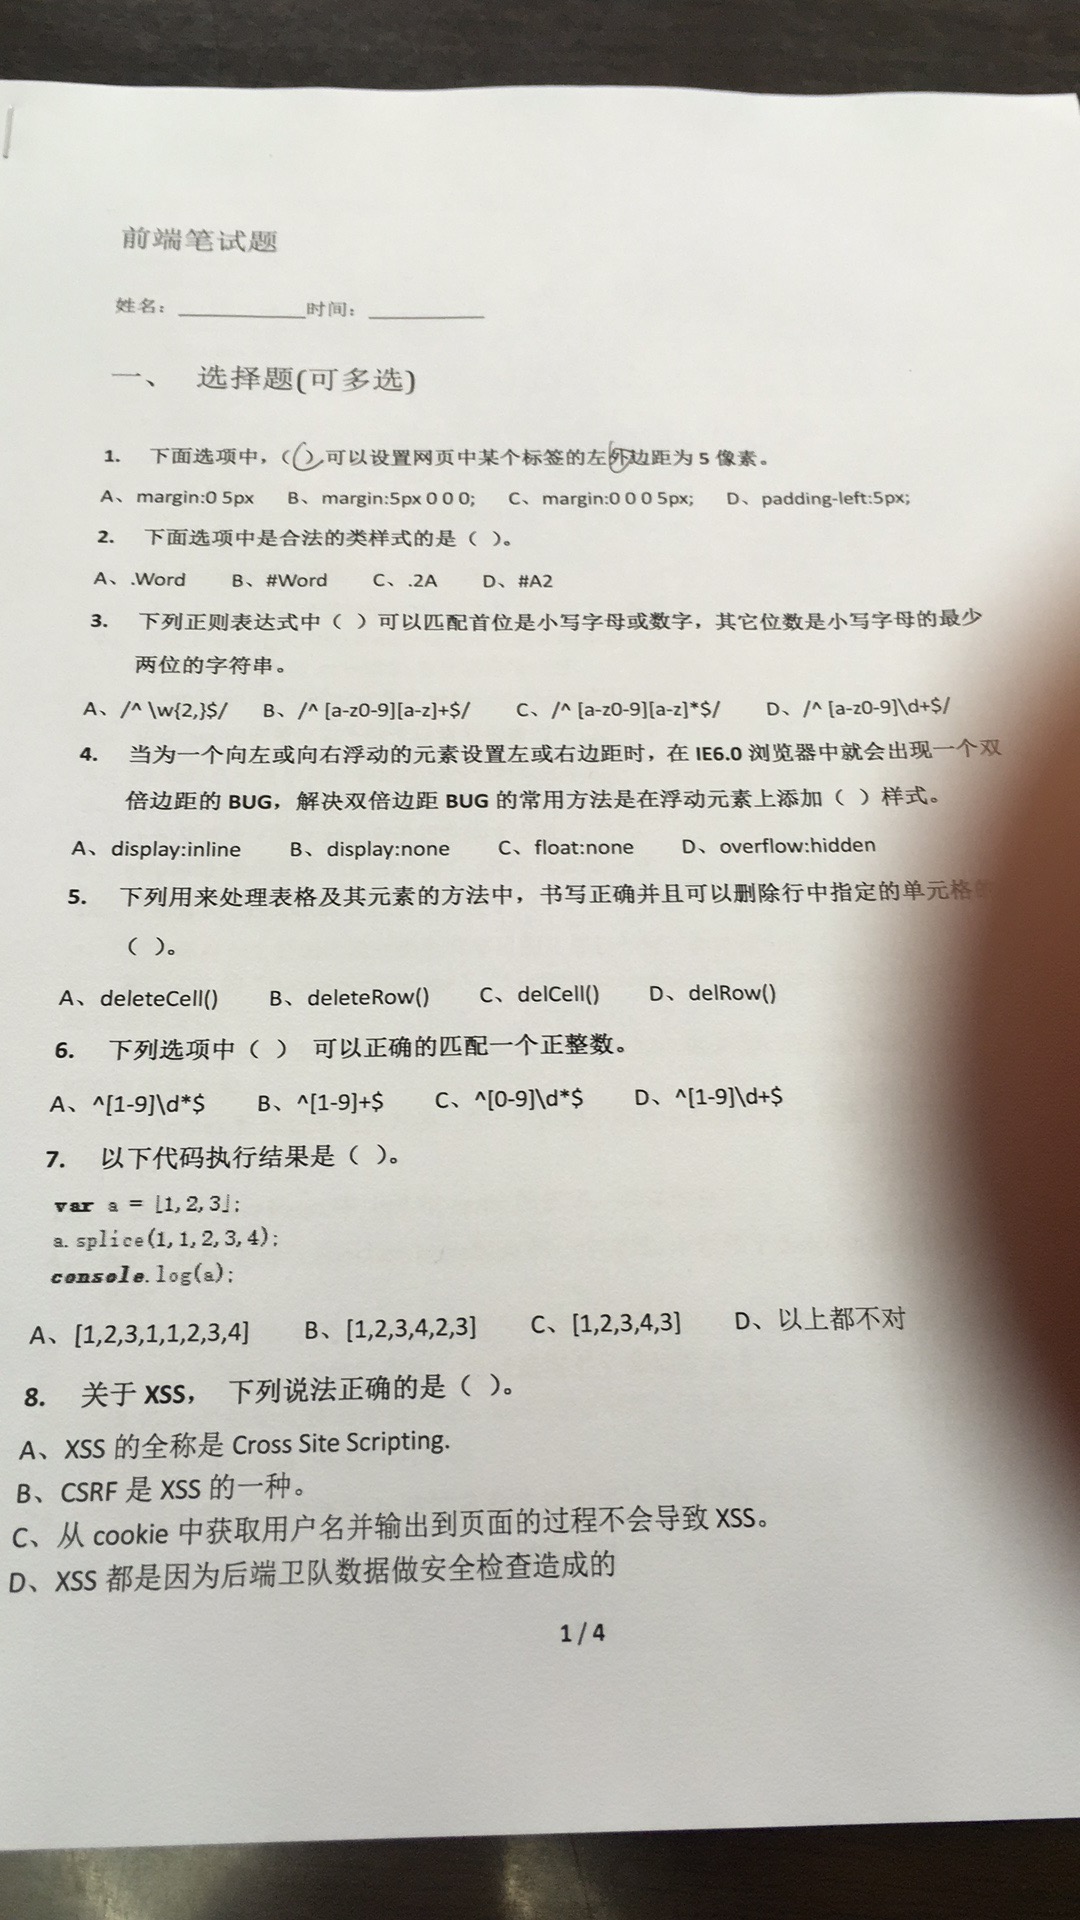 前端笔试题
姓名：____________时间：____________
一、 选择题(可多选)
1. 下面选项中，( )可以设置网页中某个标签的左外边距为 5 像素。
A、margin:0 5px B、margin:5px 0 0 0; C、margin:0 0 0 5px; D、padding-left:5px;
2. 下面选项中是合法的类样式的是（ ）。
A、.Word B、#Word C、.2A D、#A2
3. 下列正则表达式中（ ）可以匹配首位是小写字母或数字，其它位数是小写字母的最少
两位的字符串。
A、/^ \w{2,}$/ B、/^ [a-z0-9][a-z]+$/ C、/^ [a-z0-9][a-z]*$/ D、/^ [a-z0-9]\d+$/
4. 当为一个向左或向右浮动的元素设置左或右边距时，在 IE6.0 浏览器中就会出现一个双
倍边距的 BUG，解决双倍边距 BUG 的常用方法是在浮动元素上添加（ ）样式。
A、display:inline B、display:none C、float:none D、overflow:hidden
5. 下列用来处理表格及其元素的方法中，书写正确并且可以删除行中指定的单元格
（ ）。
A、deleteCell() B、deleteRow() C、delCell() D、delRow()
6. 下列选项中（ ） 可以正确的匹配一个正整数。
A、^[1-9]\d*$ B、^[1-9]+$ C、^[0-9]\d*$ D、^[1-9]\d+$
7. 以下代码执行结果是（ ）。
var a = [1,2,3];
a.splice(1,1,2,3,4);
console.log(a);
A、[1,2,3,1,1,2,3,4] B、[1,2,3,4,2,3] C、[1,2,3,4,3] D、以上都不对
8. 关于 XSS， 下列说法正确的是（ ）。
A、XSS 的全称是 Cross Site Scripting.
B、CSRF 是 XSS 的一种。
C、从 cookie 中获取用户名并输出到页面的过程不会导致 XSS。
D、XSS 都是因为后端卫队数据做安全检查造成的
1 / 4